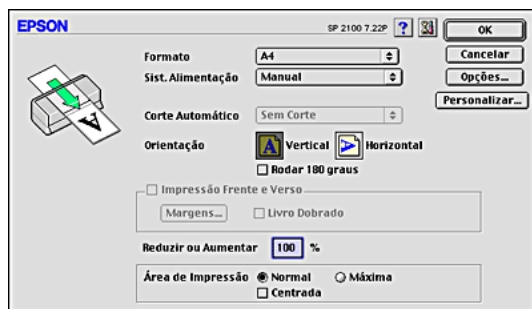 EPSON
SP 2100 7.22P ? OK
Formato A4 Cancelar
Sist.Alimentação Manual Opções...
Personalizar...
Corte Automático Sem Corte
Orientação A Vertical A Horizontal
Rodar 180 graus
Impressão Frente e Verso
Margens... Livro Dobrado
Reduzir ou Aumentar 100 %
Área de Impressão Normal Máxima
Centrada
A